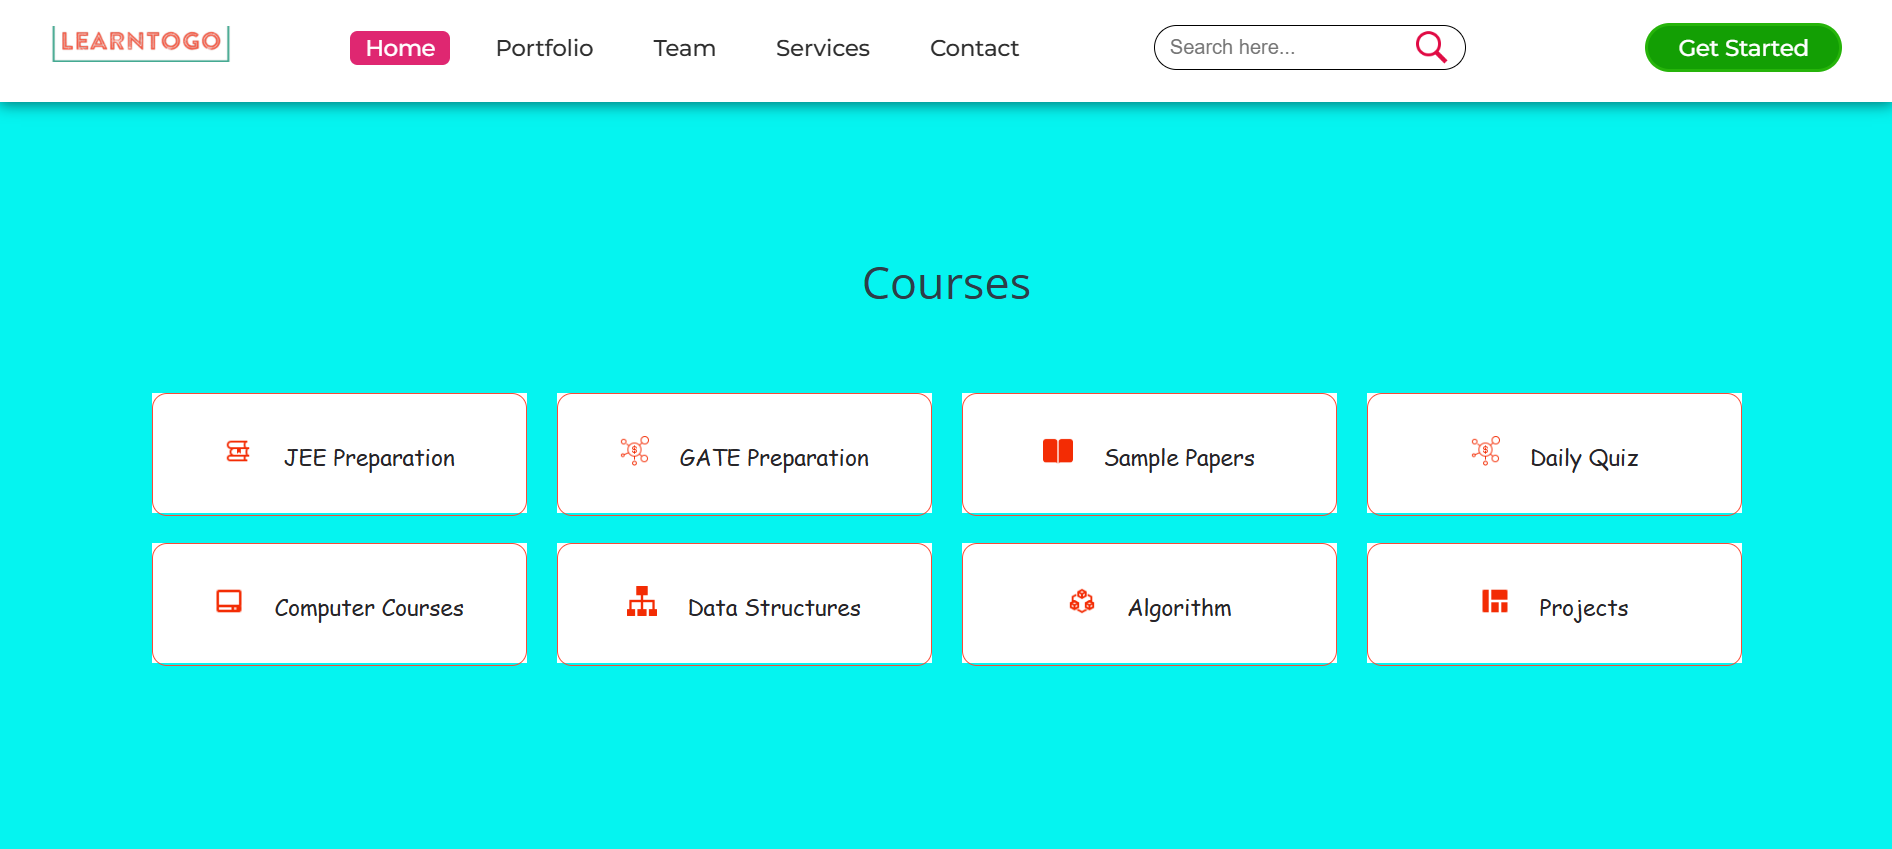 LEARNTOGO Home Portfolio Team Services Contact Search here... Get Started
Courses
JEE Preparation GATE Preparation Sample Papers Daily Quiz
Computer Courses Data Structures Algorithm Projects